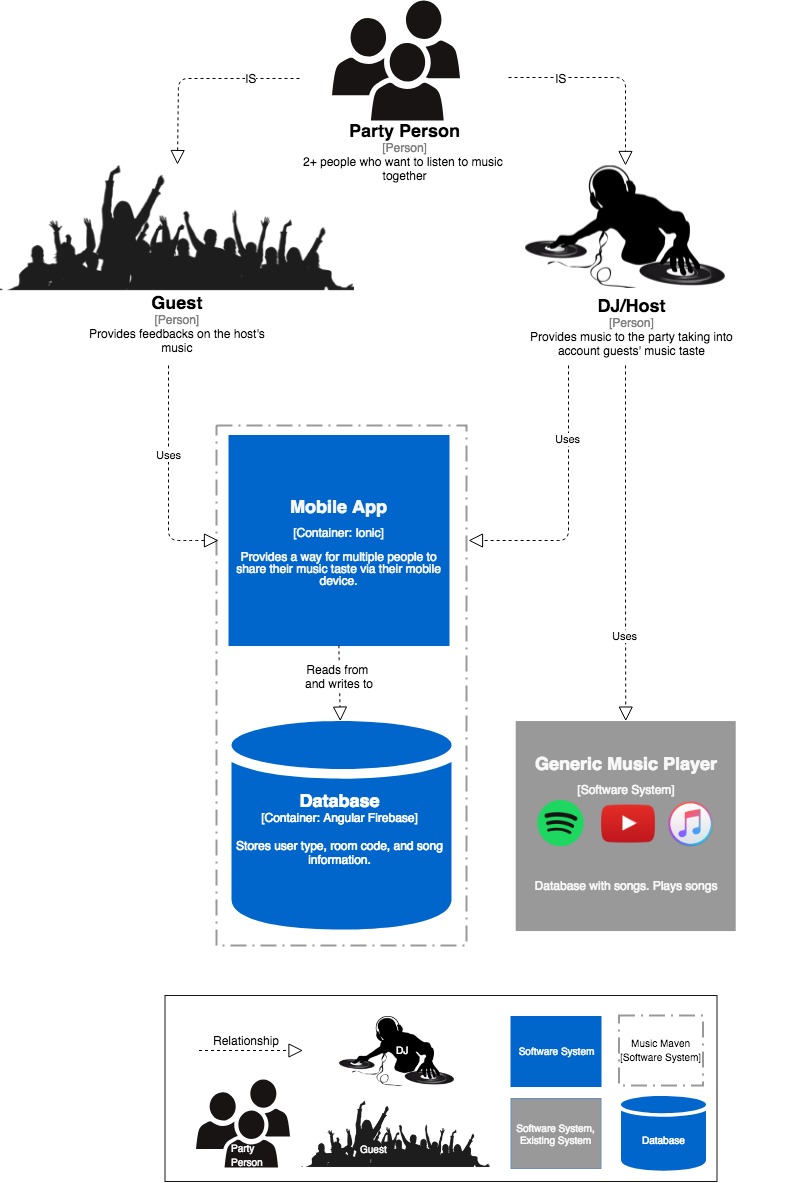 IS
IS
Party Person
[Person]
2+ people who want to listen to music
together
Guest
[Person]
Provides feedbacks on the host's
music
DJ/Host
[Person]
Provides music to the party taking into
account guests' music taste
Uses
Uses
Mobile App
[Container: Ionic]
Provides a way for multiple people to
share their music taste via their mobile
device.
Uses
Reads from
and writes to
Database
[Container: Angular Firebase]
Stores user type, room code, and song
information.
Generic Music Player
[Software System]
Database with songs. Plays songs
Relationship
DJ
Software System
Music Maven
[Software System]
Party
Person
Guest
Software System,
Existing System
Database